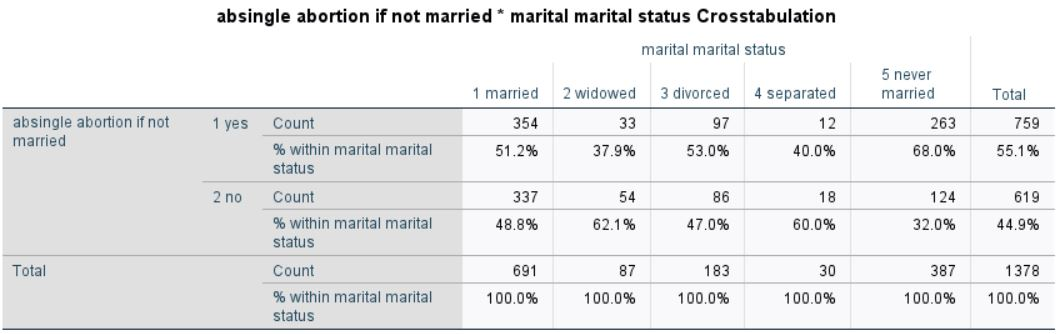 absingle abortion if not married * marital marital status Crosstabulation
marital marital status
1 married 2 widowed 3 divorced 4 separated 5 never married Total
absingle abortion if not married 1 yes Count 354 33 97 12 263 759
% within marital marital status 51.2% 37.9% 53.0% 40.0% 68.0% 55.1%
2 no Count 337 54 86 18 124 619
% within marital marital status 48.8% 62.1% 47.0% 60.0% 32.0% 44.9%
Total Count 691 87 183 30 387 1378
% within marital marital status 100.0% 100.0% 100.0% 100.0% 100.0% 100.0%